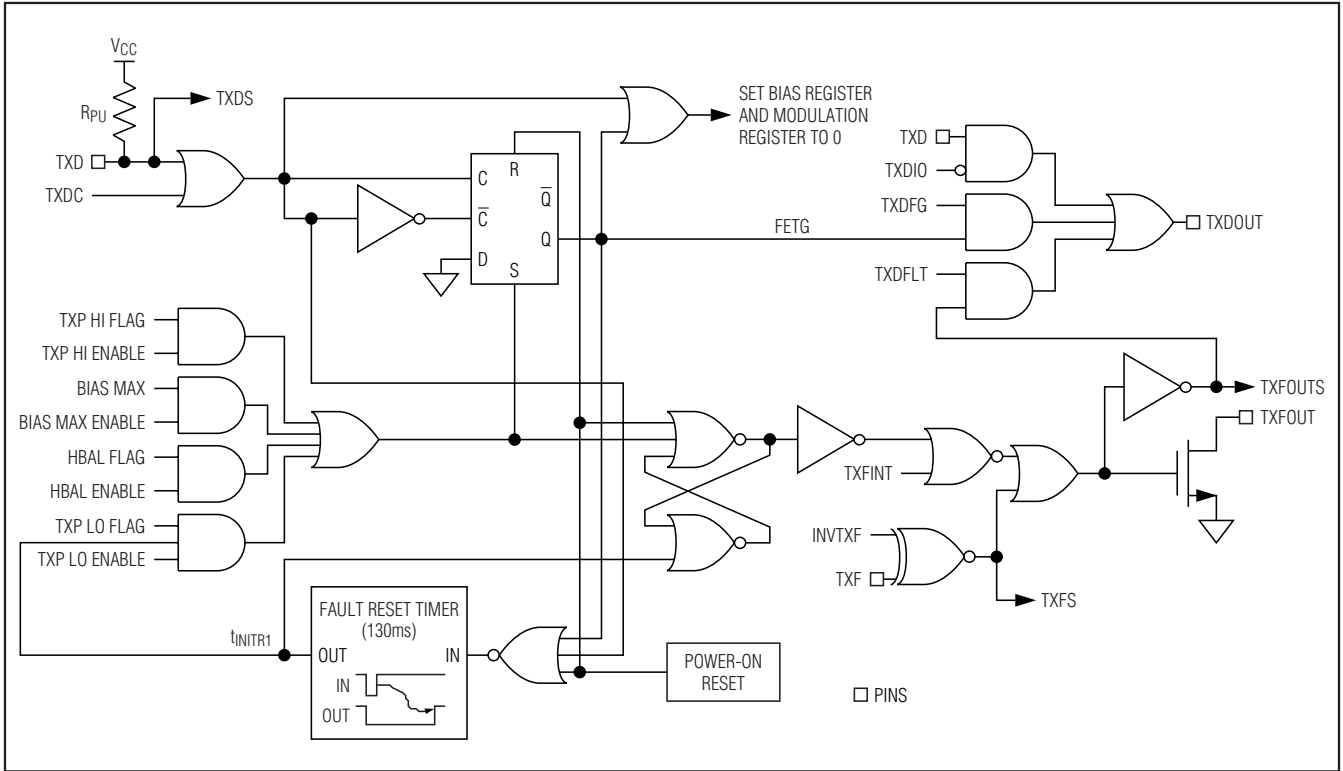 VCC
RPU
TXDS
TXD
TXDC
SET BIAS REGISTER
AND MODULATION
REGISTER TO 0
R
C
C
Q
Q
D
S
FETG
TXD
TXDIO
TXDFG
TXDFLT
TXDOUT
TXP HI FLAG
TXP HI ENABLE
BIAS MAX
BIAS MAX ENABLE
HBAL FLAG
HBAL ENABLE
TXP LO FLAG
TXP LO ENABLE
TXFINT
INVTXF
TXF
TXFS
TXFOUTS
TXFOUT
tINITR1
FAULT RESET TIMER
(130ms)
OUT
IN
IN
OUT
POWER-ON
RESET
PINS